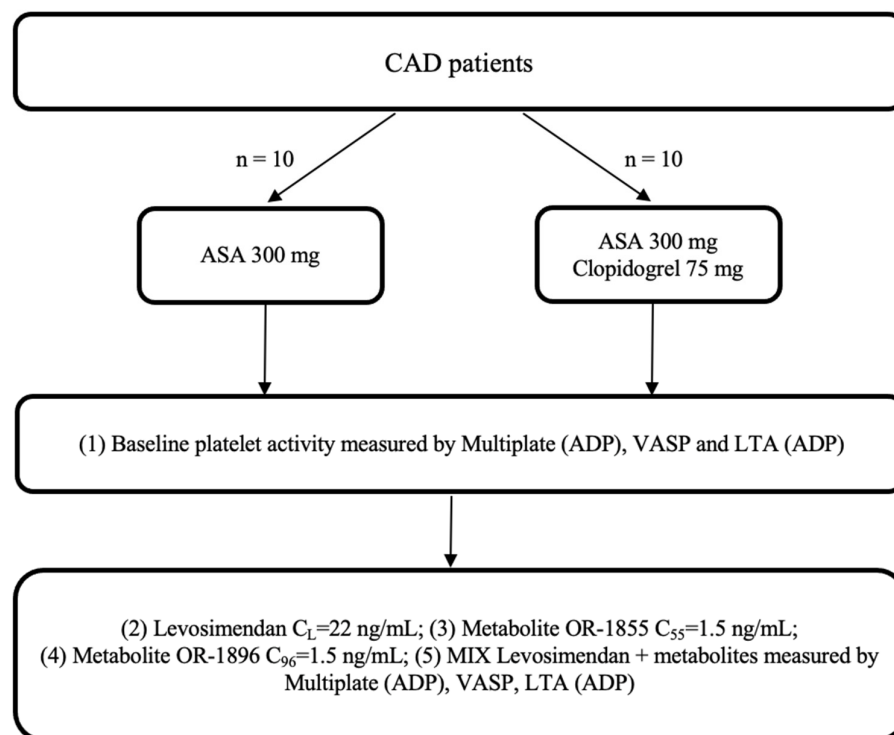 CAD patients
n = 10
n = 10
ASA 300 mg
ASA 300 mg
Clopidogrel 75 mg
(1) Baseline platelet activity measured by Multiplate (ADP), VASP and LTA (ADP)
(2) Levosimendan C_L=22 ng/mL; (3) Metabolite OR-1855 C₅₅=1.5 ng/mL;
(4) Metabolite OR-1896 C₉₆=1.5 ng/mL; (5) MIX Levosimendan + metabolites measured by
Multiplate (ADP), VASP, LTA (ADP)